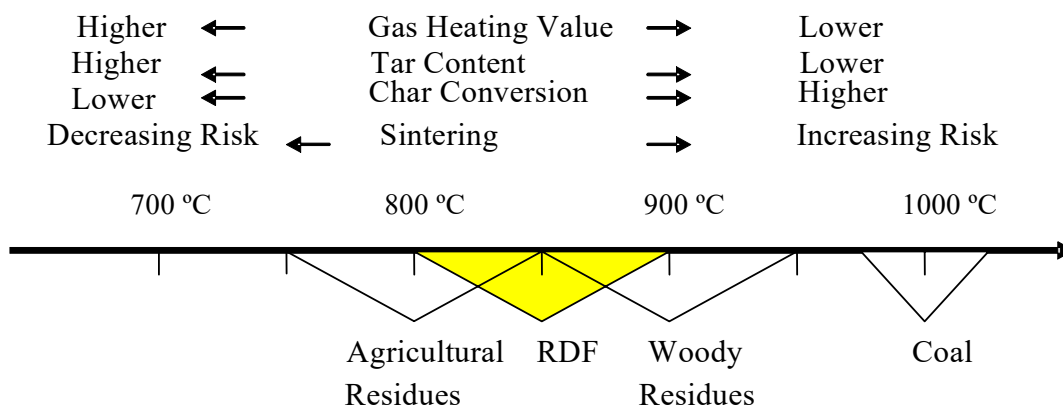 Higher Gas Heating Value Lower
Higher Tar Content Lower
Lower Char Conversion Higher
Decreasing Risk Sintering Increasing Risk
700 ºC 800 ºC 900 ºC 1000 ºC
Agricultural RDF Woody Coal
Residues Residues